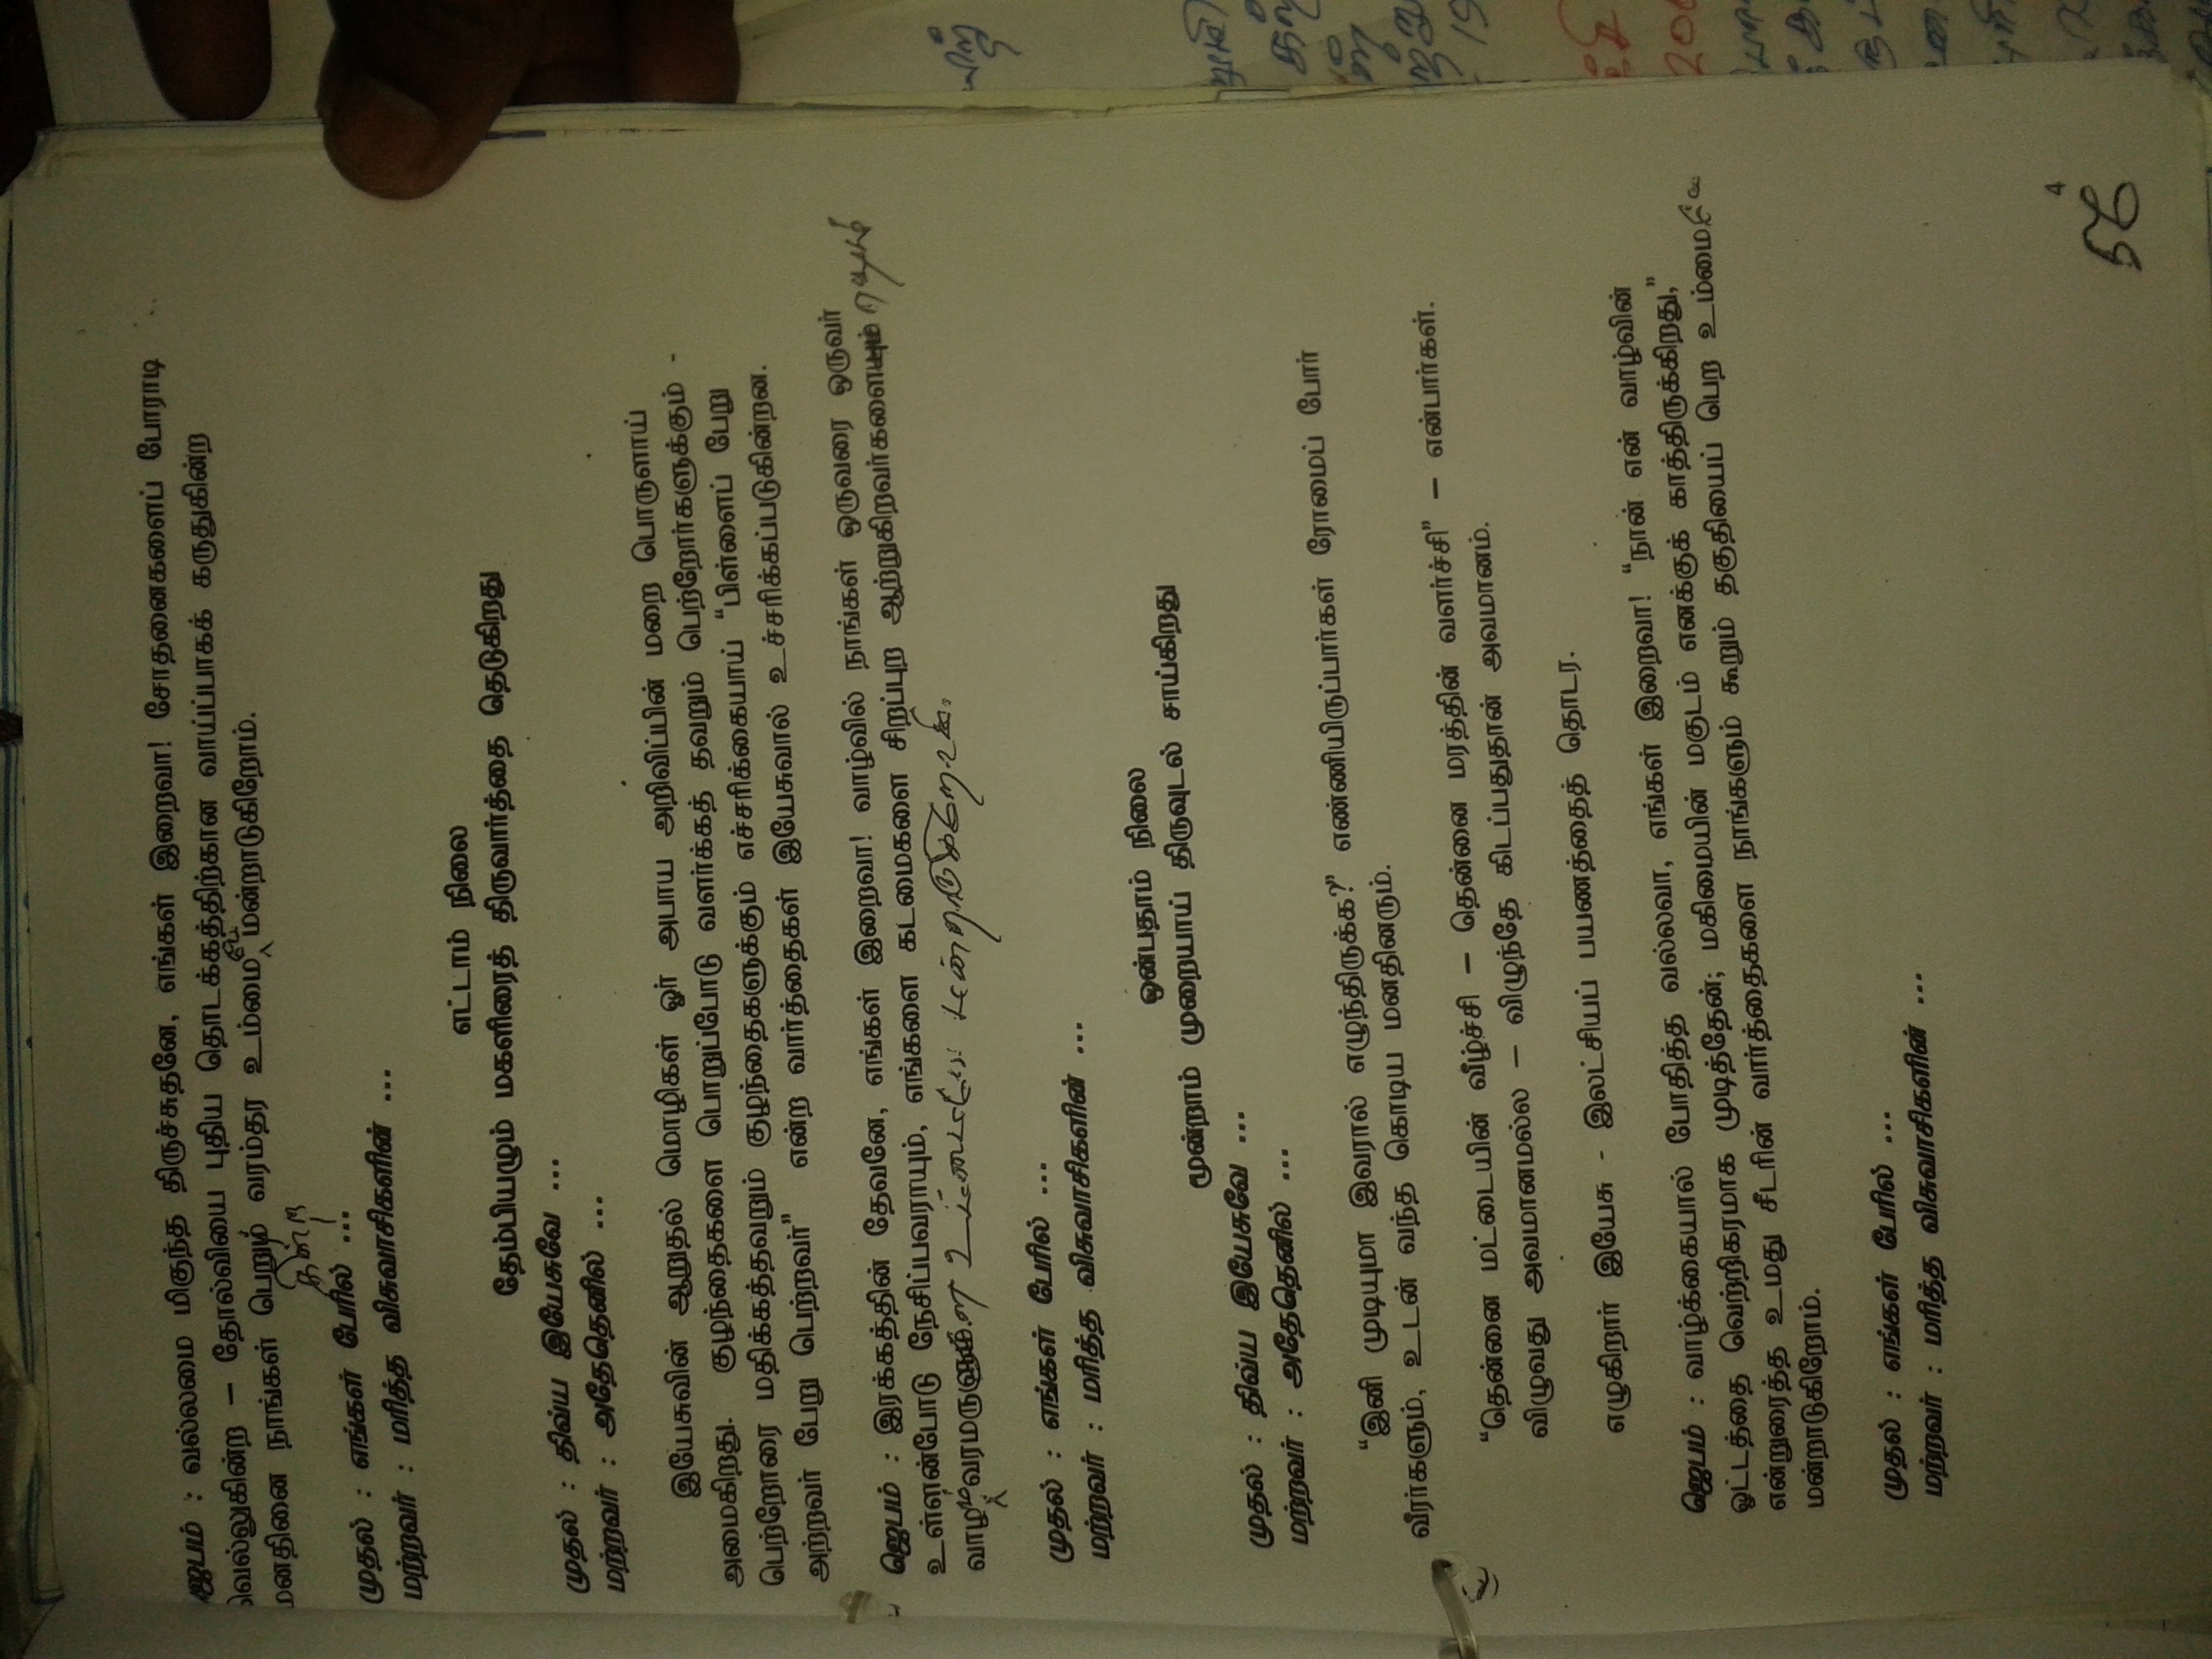 ஜெபம் : வல்லமை மிகுந்த திருச்சுதனே, எங்கள் இறைவா! சோதனைகளைப் போராடி
வெல்லுகின்ற – தோல்வியை புதிய தொடக்கத்திற்கான வாய்ப்பாகக் கருதுகின்ற
மனதினை நாங்கள் பெறும் வரம்தர உம்மை மன்றாடுகிறோம்.
முதல் : எங்கள் பேரில் ...
மற்றவர் : மரித்த விசுவாசிகளின் ...
எட்டாம் நிலை
தேம்பியழும் மகளிரைத் திருவார்த்தை தெடுகிறது
முதல் : திவ்ய இயேசுவே ...
மற்றவர் : அதேதெனில் ...
இயேசுவின் ஆறுதல் மொழிகள் ஓர் அபாய அறிவிப்பின் மறை பொருளாய்
அமைகிறது. குழந்தைகளை பொறுப்போடு வளர்க்கத் தவறும் பெற்றோர்களுக்கும் -
பெற்றோரை மதிக்கத்தவறும் குழந்தைகளுக்கும் எச்சரிக்கையாய் “பிள்ளைப் பேறு
அற்றவர் பேறு பெற்றவர்” என்ற வார்த்தைகள் இயேசுவால் உச்சரிக்கப்படுகின்றன.
ஜெபம் : இரக்கத்தின் தேவனே, எங்கள் இறைவா! வாழ்வில் நாங்கள் ஒருவரை ஒருவர்
உள்ளன்போடு நேசிப்பவராயும், எங்களை கடமைகளை சிறப்புற ஆற்றுகிறவர்களையும்
வாழ வரமருளும்
முதல் : எங்கள் பேரில் ...
மற்றவர் : மரித்த விசுவாசிகளின் ...
ஒன்பதாம் நிலை
மூன்றாம் முறையாய் திருவுடல் சாய்கிறது
முதல் : திவ்ய இயேசுவே ...
மற்றவர் : அதேதெனில் ...
“இனி முடியுமா இவரால் எழுந்திருக்க?” எண்ணியிருப்பார்கள் ரோமைப் போர்
வீரர்களும், உடன் வந்த கொடிய மனதினரும்.
“தென்னை மட்டையின் வீழ்ச்சி – தென்னை மரத்தின் வளர்ச்சி” – என்பார்கள்.
விழுவது அவமானமல்ல – விழுந்தே கிடப்பதுதான் அவமானம்.
எழுகிறார் இயேசு - இலட்சியப் பயணத்தைத் தொடர.
ஜெபம் : வாழ்க்கையால் போதித்த வல்லவா, எங்கள் இறைவா! “நான் என் வாழ்வின்
ஓட்டத்தை வெற்றிகரமாக முடித்தேன்; மகிமையின் மகுடம் எனக்குக் காத்திருக்கிறது,”
என்றுரைத்த உமது சீடரின் வார்த்தைகளை நாங்களும் கூறும் தகுதியைப் பெற உம்மை
மன்றாடுகிறோம்.
முதல் : எங்கள் பேரில் ...
மற்றவர் : மரித்த விசுவாசிகளின் ...
4